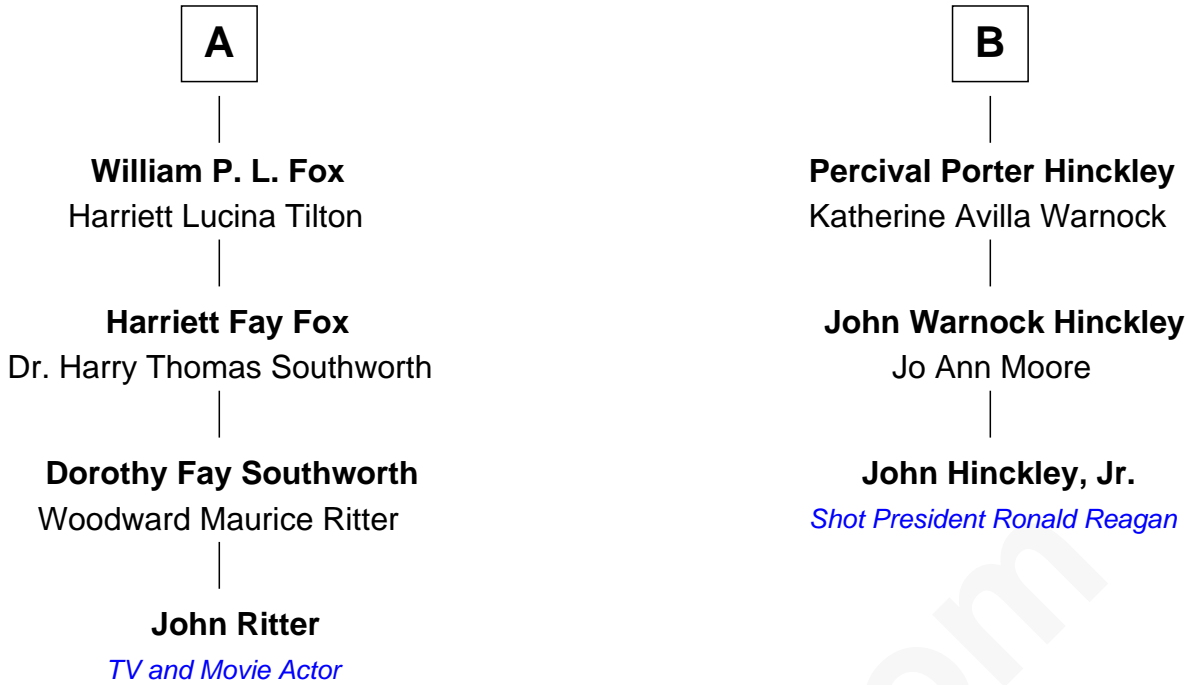 A
William P. L. Fox
Harriett Lucina Tilton
Harriett Fay Fox
Dr. Harry Thomas Southworth
Dorothy Fay Southworth
Woodward Maurice Ritter
John Ritter
TV and Movie Actor
B
Percival Porter Hinckley
Katherine Avilla Warnock
John Warnock Hinckley
Jo Ann Moore
John Hinckley, Jr.
Shot President Ronald Reagan
om